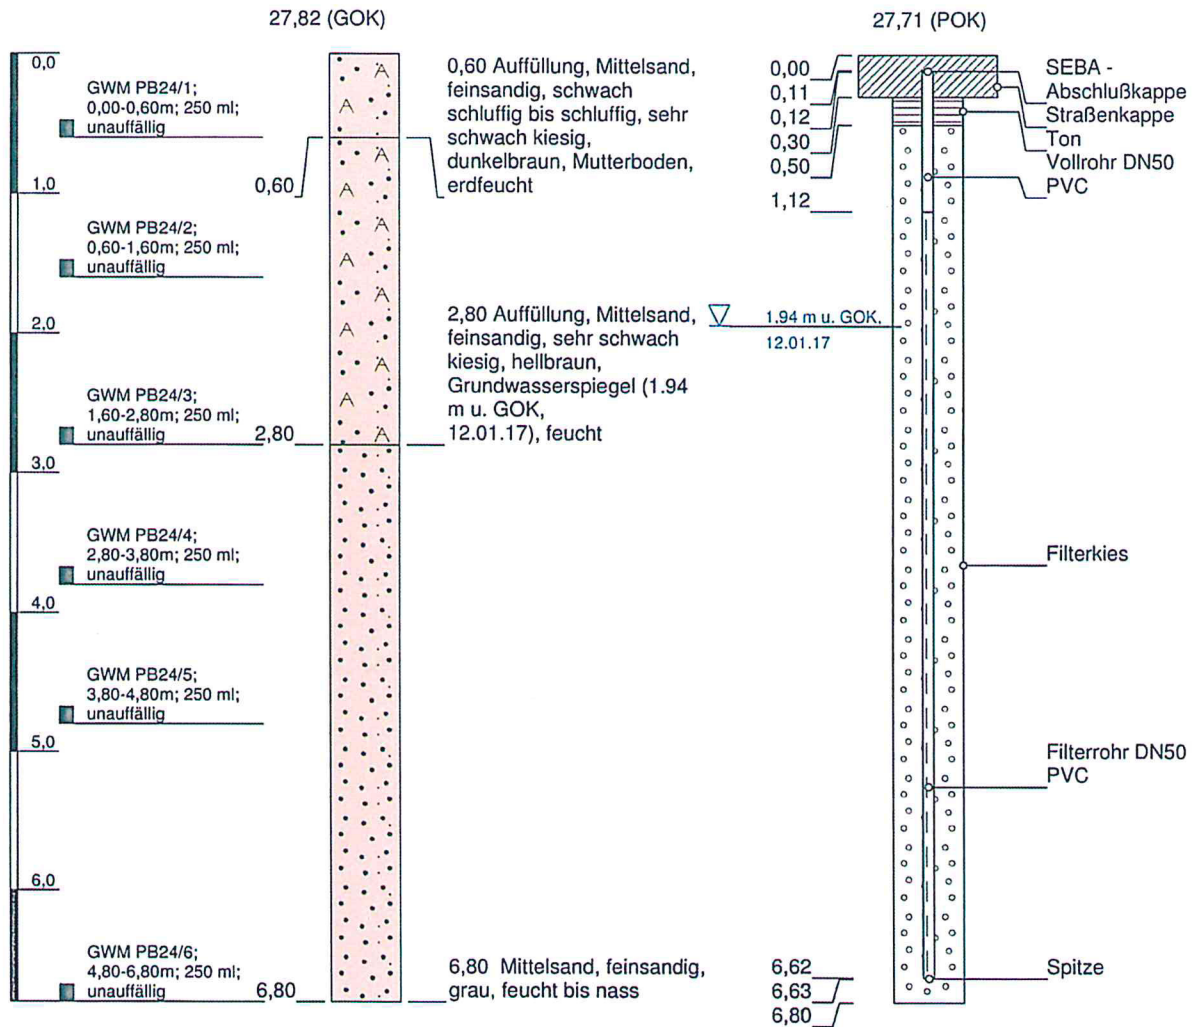 27,82 (GOK)
0,0
1,0
2,0
3,0
4,0
5,0
6,0
GWM PB24/1;
0,00-0,60m; 250 ml;
unauffällig
GWM PB24/2;
0,60-1,60m; 250 ml;
unauffällig
GWM PB24/3;
1,60-2,80m; 250 ml;
unauffällig
GWM PB24/4;
2,80-3,80m; 250 ml;
unauffällig
GWM PB24/5;
3,80-4,80m; 250 ml;
unauffällig
GWM PB24/6;
4,80-6,80m; 250 ml;
unauffällig
0,60
2,80
6,80
A
A
A
A
A
A
A
A
A
A
A
0,60 Auffüllung, Mittelsand,
feinsandig, schwach
schluffig bis schluffig, sehr
schwach kiesig,
dunkelbraun, Mutterboden,
erdfeucht
2,80 Auffüllung, Mittelsand,
feinsandig, sehr schwach
kiesig, hellbraun,
Grundwasserspiegel (1.94
m u. GOK,
12.01.17), feucht
6,80 Mittelsand, feinsandig,
grau, feucht bis nass
27,71 (POK)
0,00
0,11
0,12
0,30
0,50
1,12
1.94 m u. GOK,
12.01.17
6,62
6,63
6,80
SEBA -
Abschlußkappe
Straßenkappe
Ton
Vollrohr DN50
PVC
Filterkies
Filterrohr DN50
PVC
Spitze